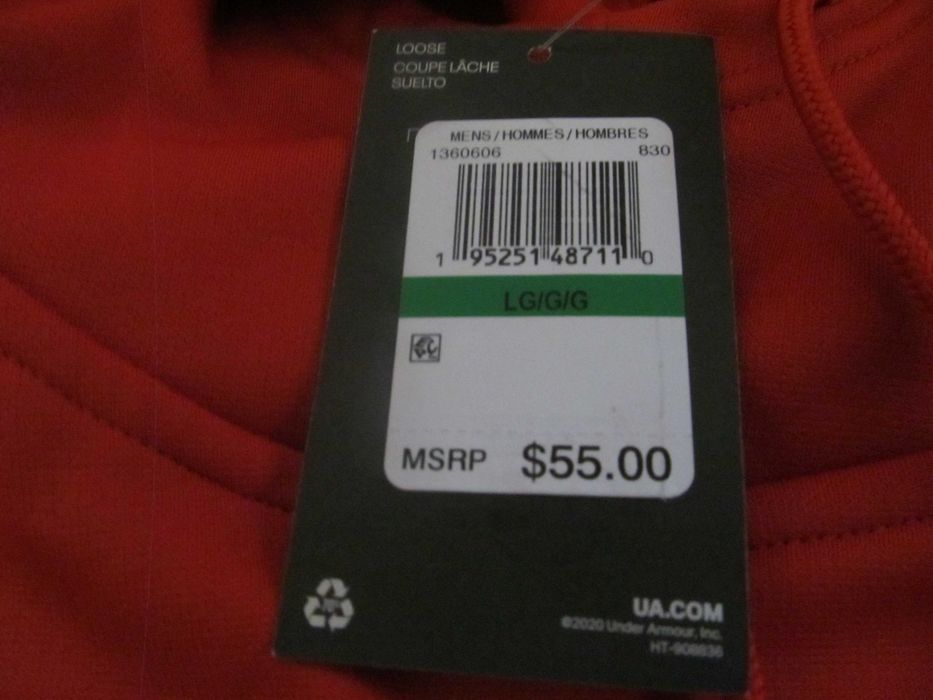 LOOSE
COUPE LÂCHE
SUELTO
MENS / HOMMES / HOMBRES
1360606 830
1 95251 48711 0
LG/G/G
MSRP $55.00
UA.COM
©2020 Under Armour, Inc.
HT-908836